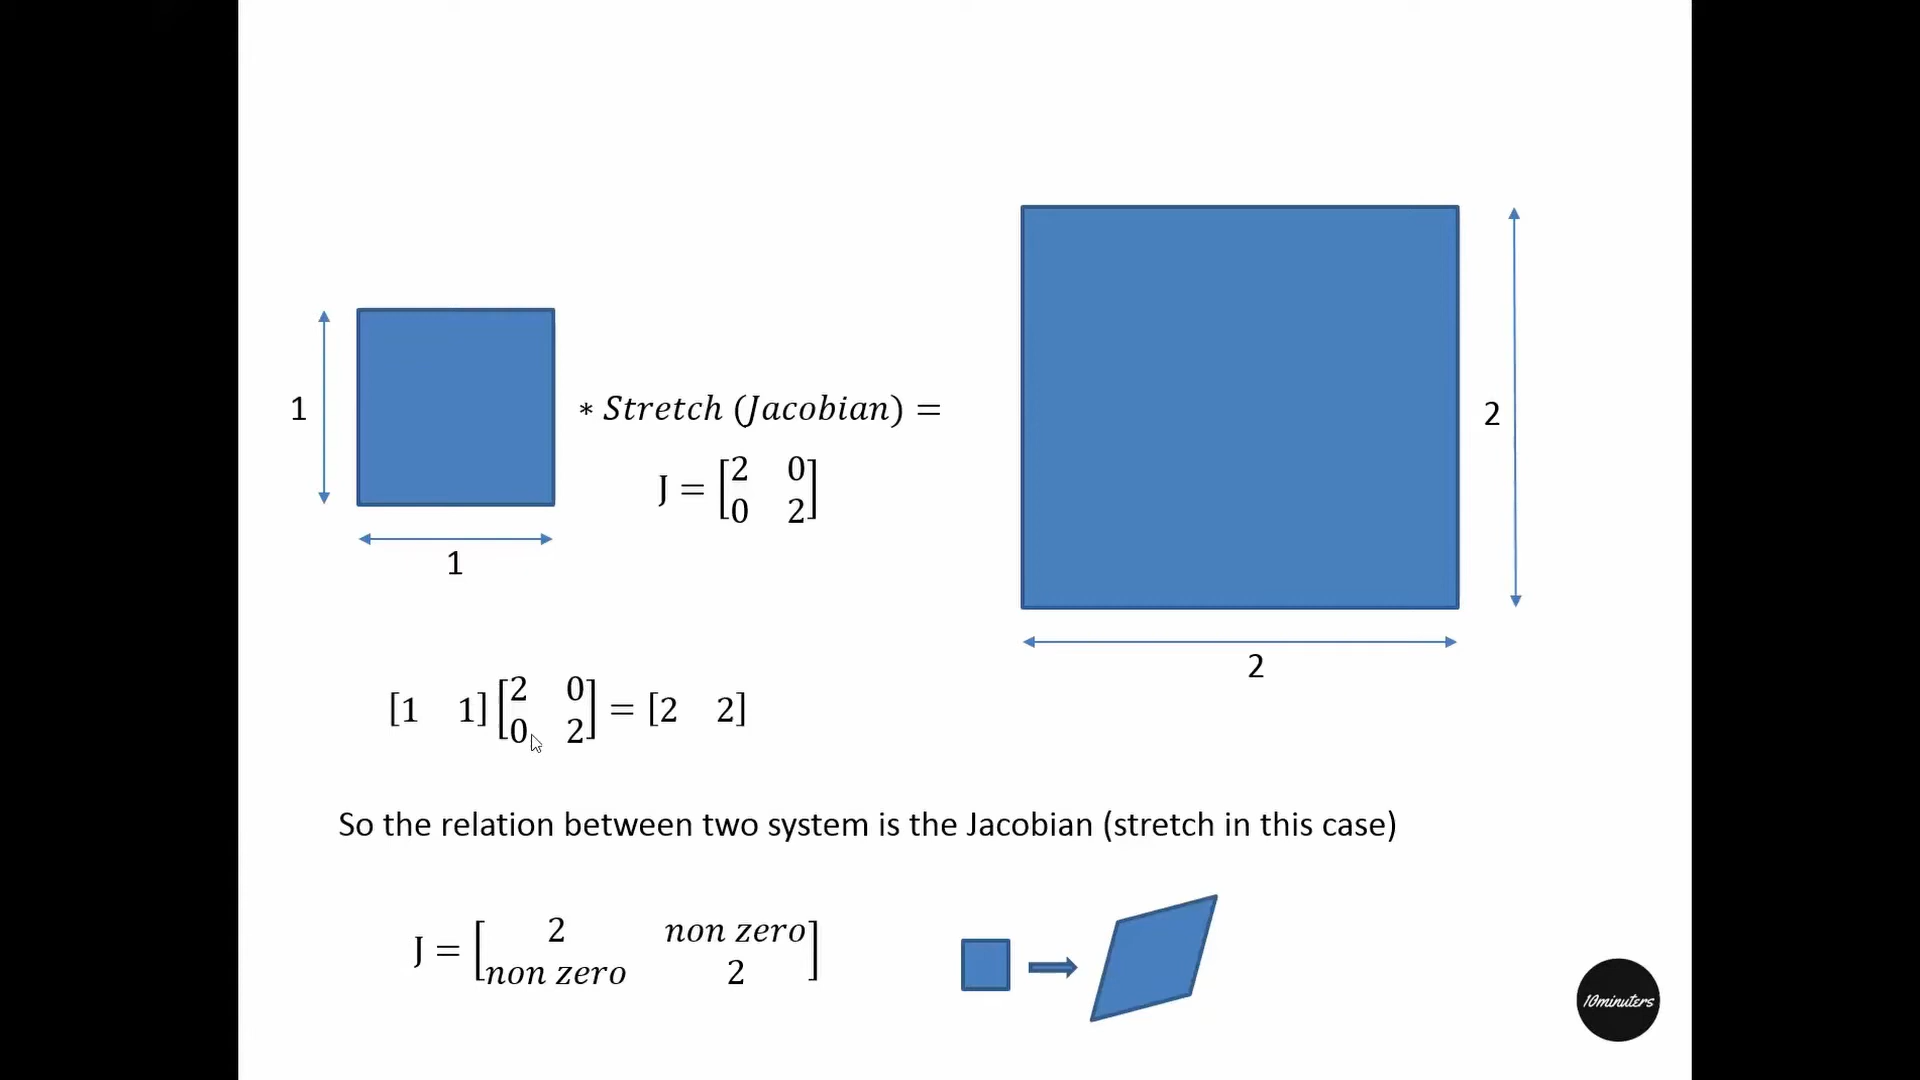 1
1
* Stretch (Jacobian) =
J = [2 0
0 2]
2
2
[1 1] [2 0
0 2] = [2 2]
So the relation between two system is the Jacobian (stretch in this case)
J = [2 non zero
non zero 2]
10minuters